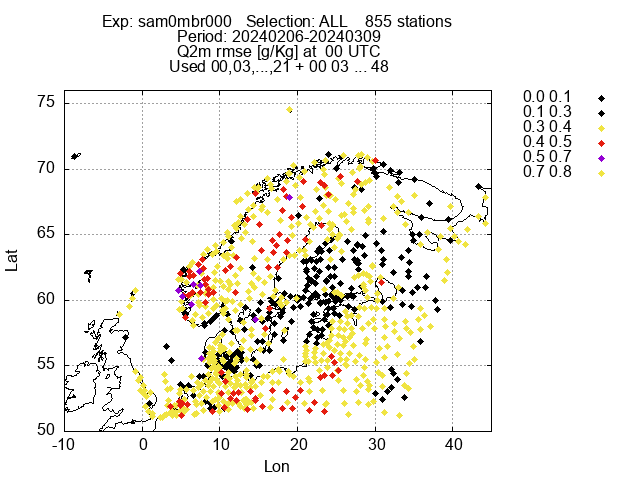 Exp: sam0mbr000 Selection: ALL 855 stations
Period: 20240206-20240309
Q2m rmse [g/Kg] at 00 UTC
Used 00,03,...,21 + 00 03 ... 48
0.0 0.1
0.1 0.3
0.3 0.4
0.4 0.5
0.5 0.7
0.7 0.8
75
70
65
60
55
50
Lat
-10 0 10 20 30 40
Lon